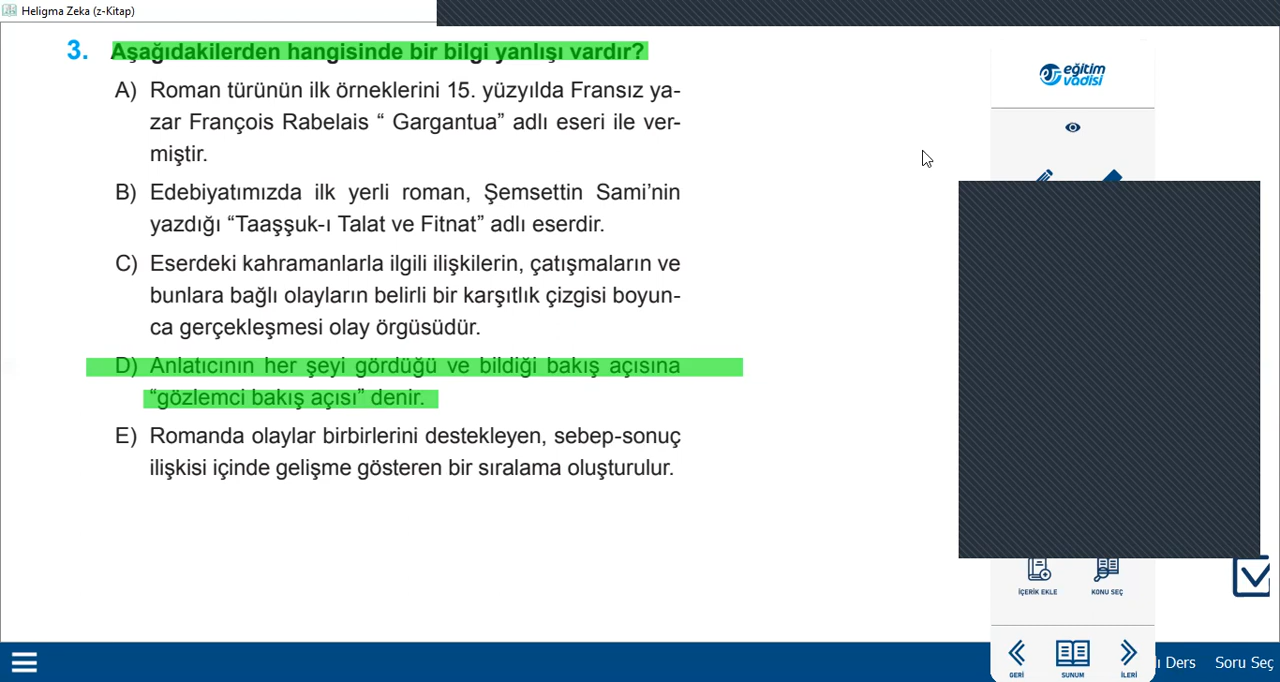 Heligma Zeka (z-Kitap)
3. Aşağıdakilerden hangisinde bir bilgi yanlışı vardır?
A) Roman türünün ilk örneklerini 15. yüzyılda Fransız ya-
zar François Rabelais “ Gargantua” adlı eseri ile ver-
miştir.
B) Edebiyatımızda ilk yerli roman, Şemsettin Sami’nin
yazdığı “Taaşşuk-ı Talat ve Fitnat” adlı eserdir.
C) Eserdeki kahramanlarla ilgili ilişkilerin, çatışmaların ve
bunlara bağlı olayların belirli bir karşıtlık çizgisi boyun-
ca gerçekleşmesi olay örgüsüdür.
D) Anlatıcının her şeyi gördüğü ve bildiği bakış açısına
“gözlemci bakış açısı” denir.
E) Romanda olaylar birbirlerini destekleyen, sebep-sonuç
ilişkisi içinde gelişme gösteren bir sıralama oluşturulur.
eğitim
vadisi
İÇERİK EKLE KONU SEÇ
GERİ SUNUM İLERİ
Ders Soru Seç